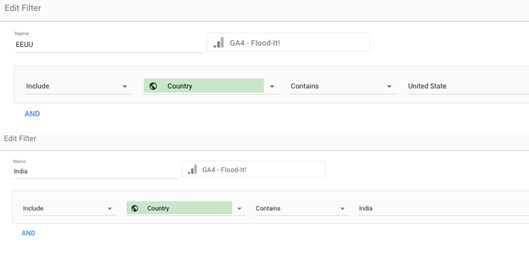 Edit Filter
Name
EEUU
GA4 - Flood-It!
Include Country Contains United State
AND
Edit Filter
Name
India
GA4 - Flood-It!
Include Country Contains India
AND